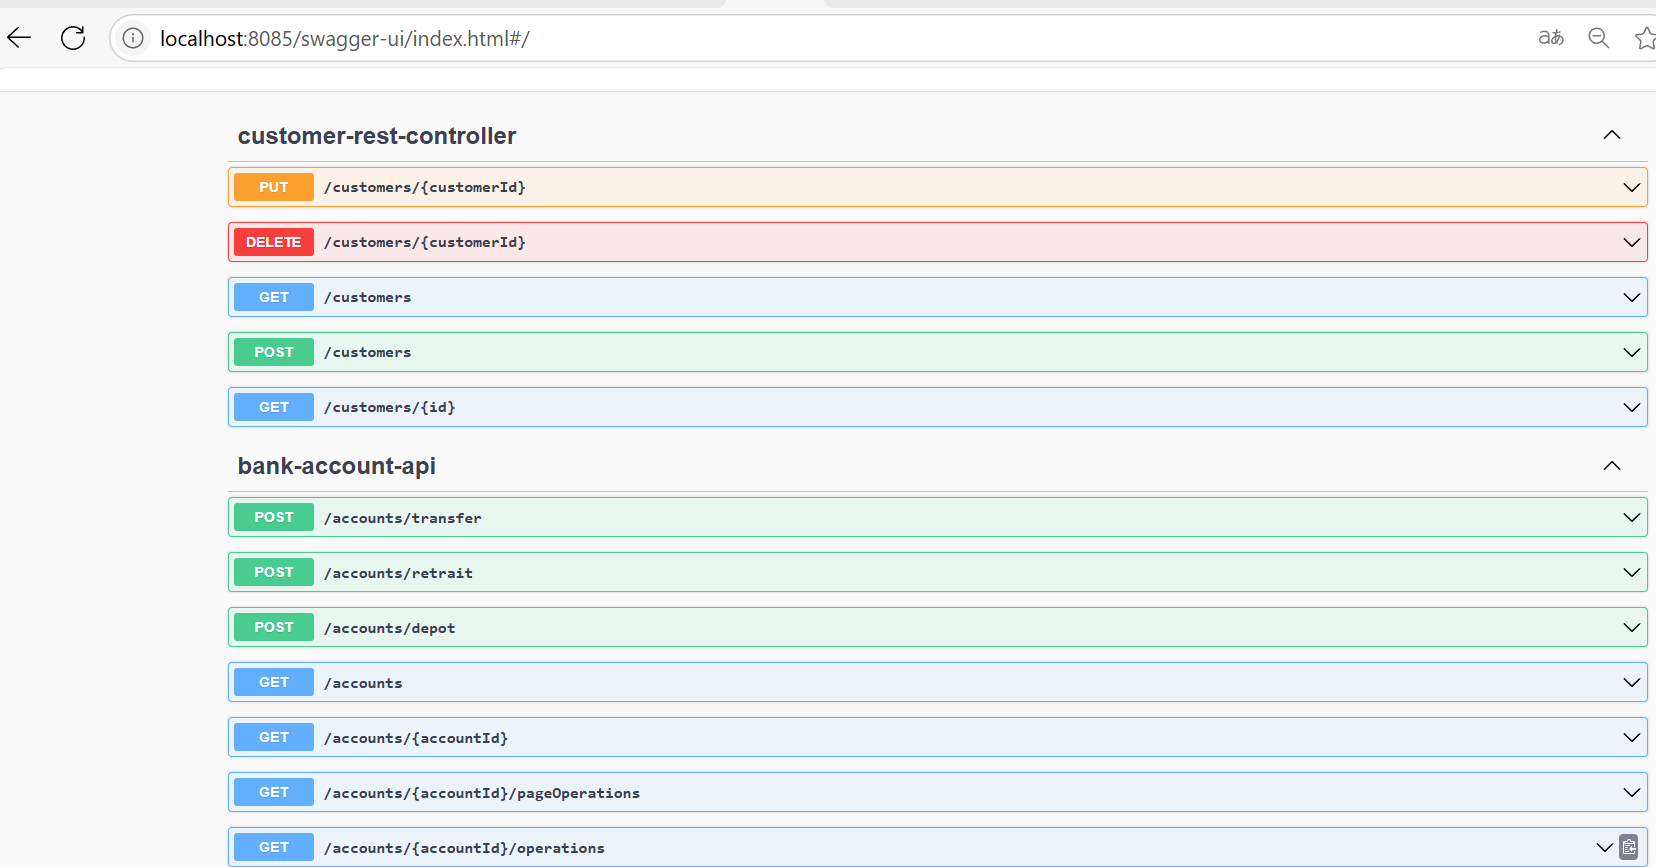 localhost:8085/swagger-ui/index.html#/
aあ
customer-rest-controller
PUT /customers/{customerId}
DELETE /customers/{customerId}
GET /customers
POST /customers
GET /customers/{id}
bank-account-api
POST /accounts/transfer
POST /accounts/retrait
POST /accounts/depot
GET /accounts
GET /accounts/{accountId}
GET /accounts/{accountId}/pageOperations
GET /accounts/{accountId}/operations